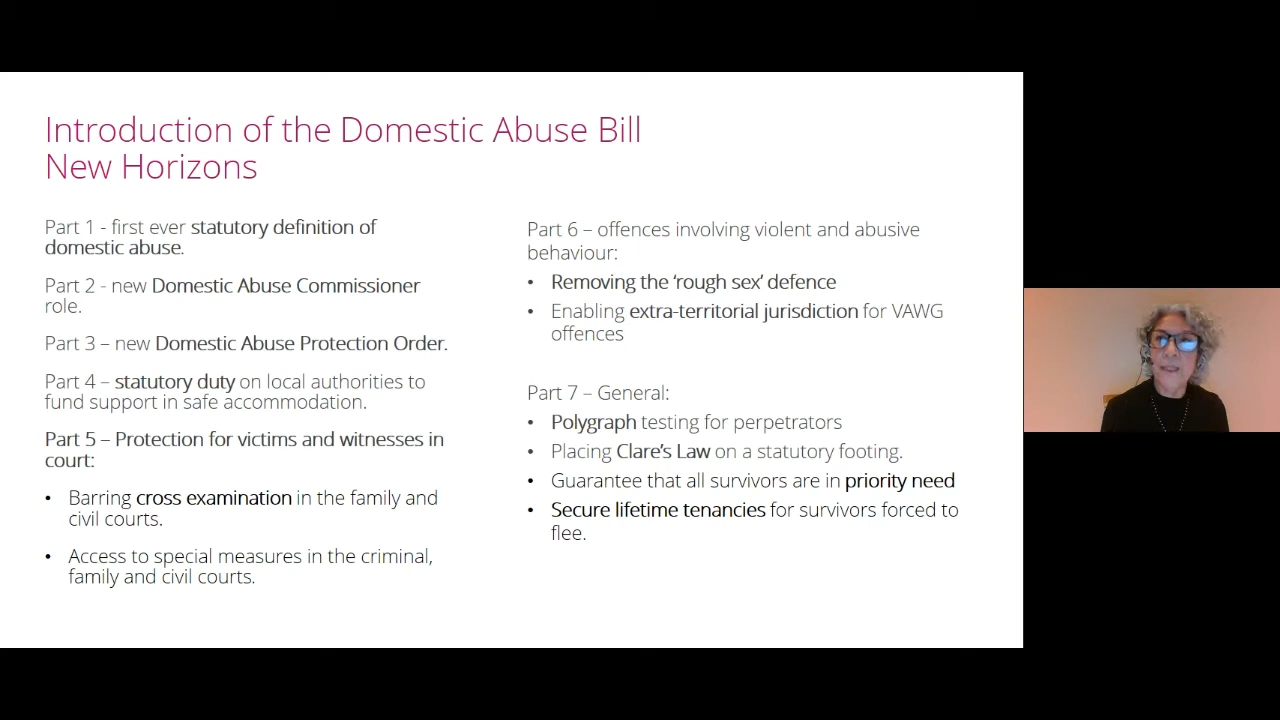 Introduction of the Domestic Abuse Bill
New Horizons
Part 1 - first ever statutory definition of
domestic abuse.
Part 2 - new Domestic Abuse Commissioner
role.
Part 3 – new Domestic Abuse Protection Order.
Part 4 – statutory duty on local authorities to
fund support in safe accommodation.
Part 5 – Protection for victims and witnesses in
court:
• Barring cross examination in the family and
civil courts.
• Access to special measures in the criminal,
family and civil courts.
Part 6 – offences involving violent and abusive
behaviour:
• Removing the ‘rough sex’ defence
• Enabling extra-territorial jurisdiction for VAWG
offences
Part 7 – General:
• Polygraph testing for perpetrators
• Placing Clare’s Law on a statutory footing.
• Guarantee that all survivors are in priority need
• Secure lifetime tenancies for survivors forced to
flee.